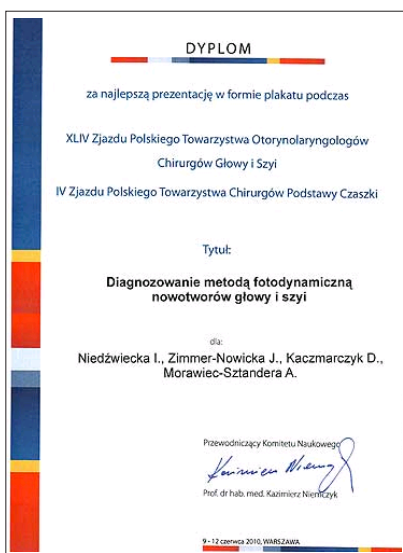 DYPLOM
za najlepszą prezentację w formie plakatu podczas
XLIV Zjazdu Polskiego Towarzystwa Otorynolaryngologów
Chirurgów Głowy i Szyi
IV Zjazdu Polskiego Towarzystwa Chirurgów Podstawy Czaszki
Tytuł:
Diagnozowanie metodą fotodynamiczną
nowotworów głowy i szyi
dla:
Niedźwiecka I., Zimmer-Nowicka J., Kaczmarczyk D.,
Morawiec-Sztandera A.
Przewodniczący Komitetu Naukowego
Kazimierz Niemczyk
Prof. dr hab. med. Kazimierz Niemczyk
9 - 12 czerwca 2010, WARSZAWA